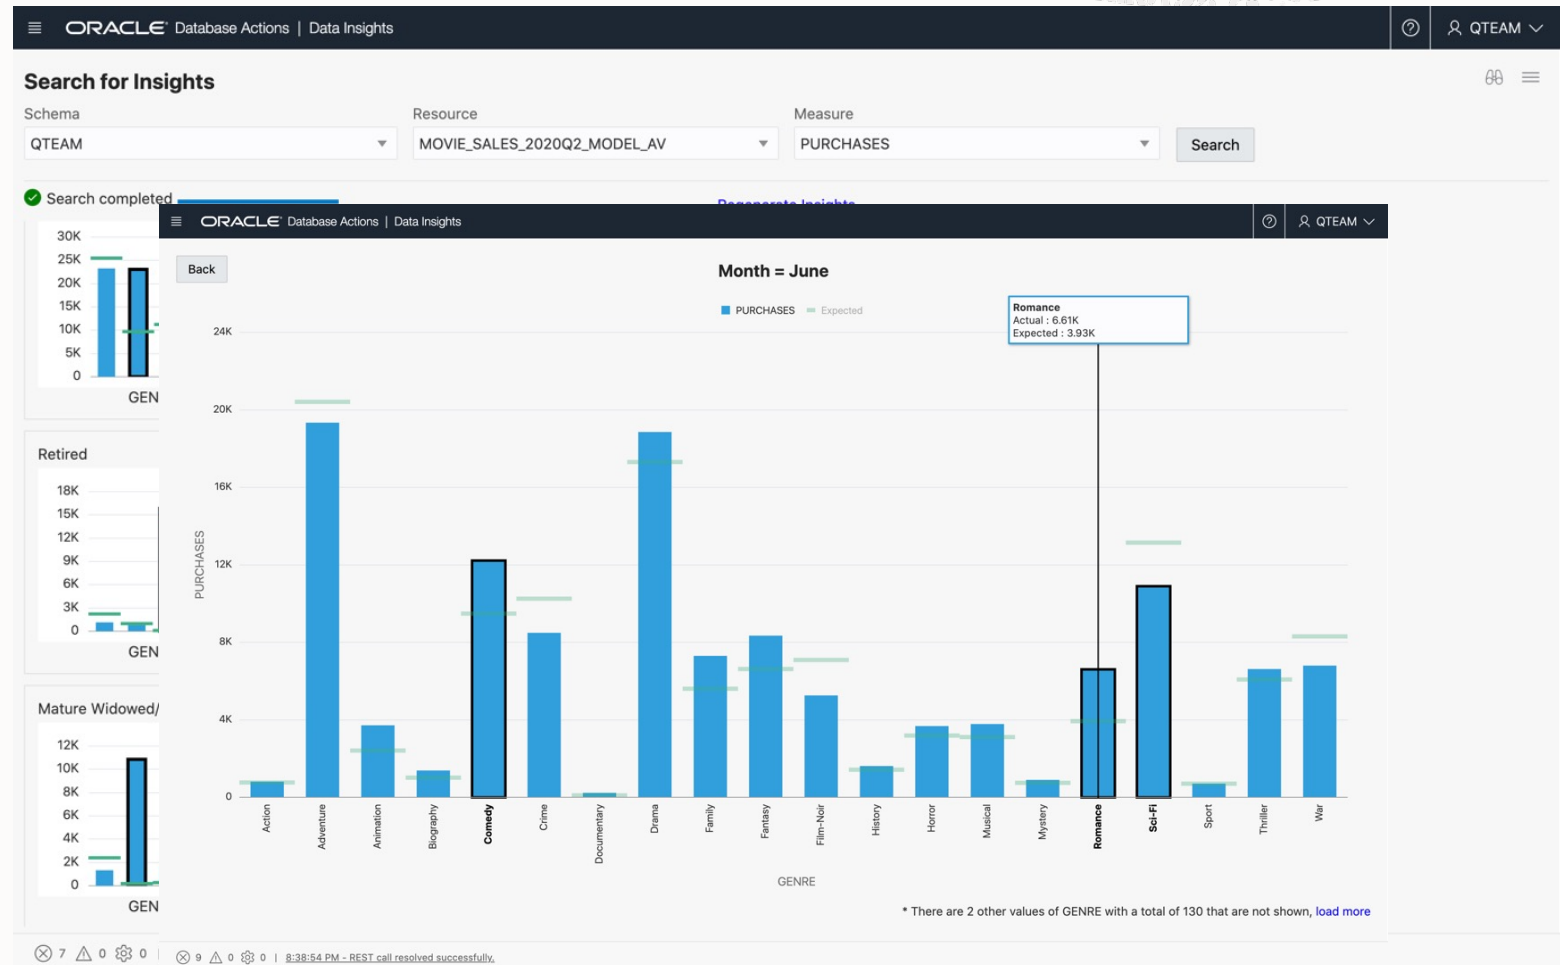 ORACLE Database Actions | Data Insights
QTEAM
Search for Insights
Schema
Resource
Measure
QTEAM
MOVIE_SALES_2020Q2_MODEL_AV
PURCHASES
Search
Search completed
Regenerate Insights
30K
25K
20K
15K
10K
5K
0
GEN
Retired
18K
15K
12K
9K
6K
3K
0
GEN
Mature Widowed/
12K
10K
8K
6K
4K
2K
0
GEN
7 0 0
ORACLE Database Actions | Data Insights
QTEAM
Back
Month = June
PURCHASES Expected
Romance
Actual : 6.61K
Expected : 3.93K
24K
20K
16K
12K
8K
4K
0
PURCHASES
Action
Adventure
Animation
Biography
Comedy
Crime
Documentary
Drama
Family
Fantasy
Film-Noir
History
Horror
Musical
Mystery
Romance
Sci-Fi
Sport
Thriller
War
GENRE
* There are 2 other values of GENRE with a total of 130 that are not shown, load more
9 0 0 | 8:38:54 PM - REST call resolved successfully.